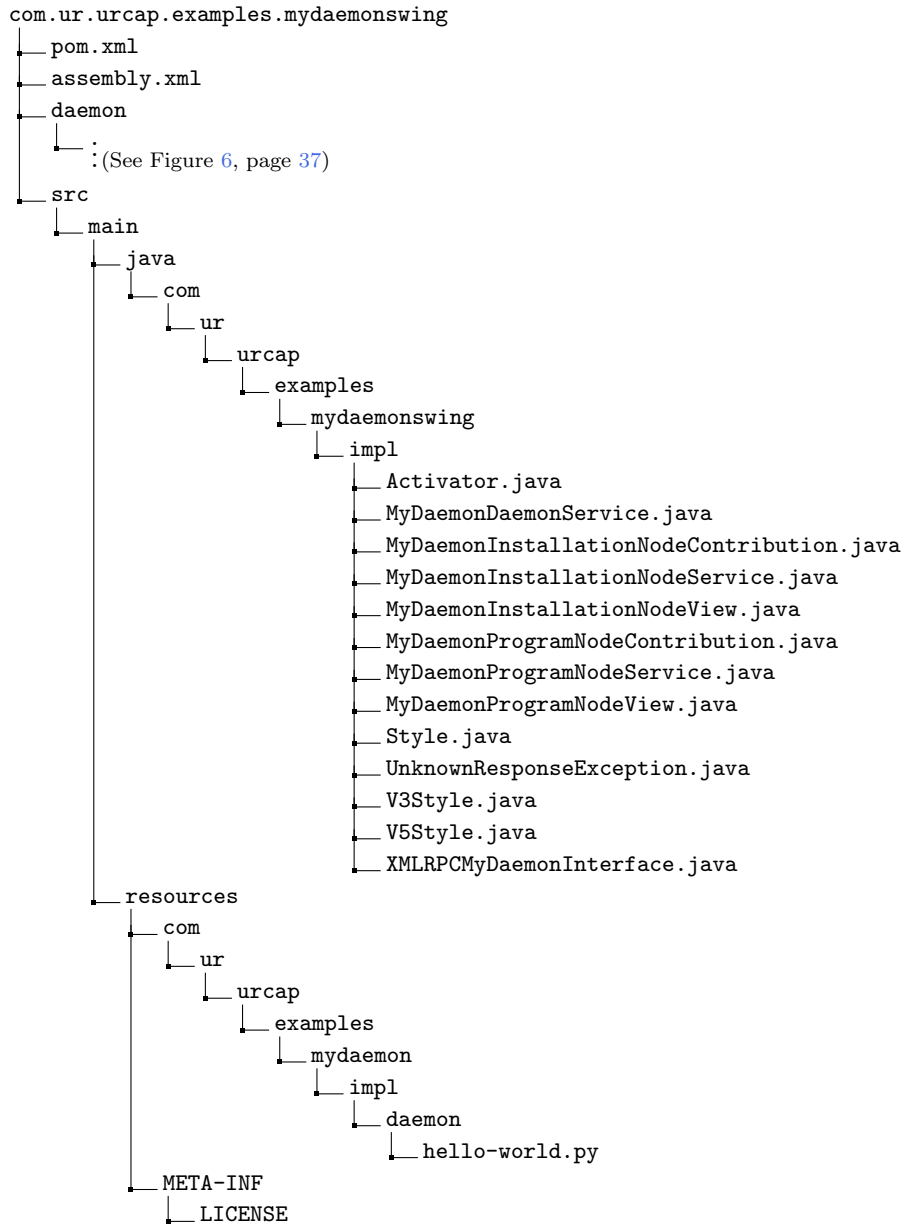 com.ur.urcap.examples.mydaemonswing
pom.xml
assembly.xml
daemon
(See Figure 6, page 37)
src
main
java
com
ur
urcap
examples
mydaemonswing
impl
Activator.java
MyDaemonDaemonService.java
MyDaemonInstallationNodeContribution.java
MyDaemonInstallationNodeService.java
MyDaemonInstallationNodeView.java
MyDaemonProgramNodeContribution.java
MyDaemonProgramNodeService.java
MyDaemonProgramNodeView.java
Style.java
UnknownResponseException.java
V3Style.java
V5Style.java
XMLRPCMyDaemonInterface.java
resources
com
ur
urcap
examples
mydaemon
impl
daemon
hello-world.py
META-INF
LICENSE